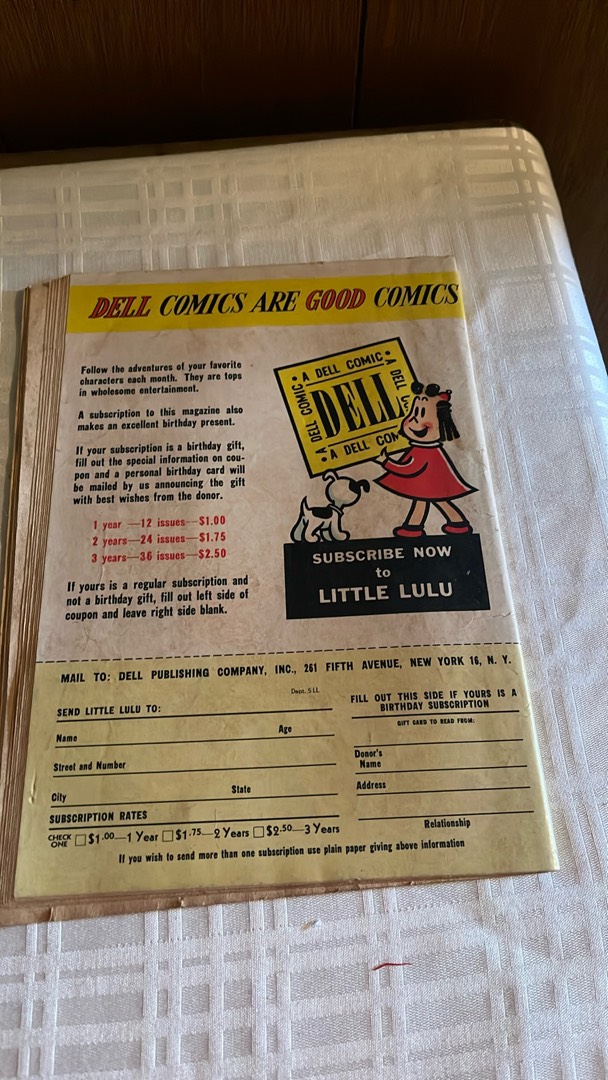 DELL COMICS ARE GOOD COMICS
Follow the adventures of your favorite
characters each month. They are tops
in wholesome entertainment.
A subscription to this magazine also
makes an excellent birthday present.
If your subscription is a birthday gift,
fill out the special information on cou-
pon and a personal birthday card will
be mailed by us announcing the gift
with best wishes from the donor.
1 year—12 issues—$1.00
2 years—24 issues—$1.75
3 years—36 issues—$2.50
If yours is a regular subscription and
not a birthday gift, fill out left side of
coupon and leave right side blank.
• A DELL COMIC •
A DELL COMIC
DELL
A DELL
• A DELL COM
SUBSCRIBE NOW
to
LITTLE LULU
MAIL TO: DELL PUBLISHING COMPANY, INC., 261 FIFTH AVENUE, NEW YORK 16, N. Y.
Dept. 5 LL
SEND LITTLE LULU TO:
Name Age
Street and Number
City State
SUBSCRIPTION RATES
CHECK ONE $1.00—1 Year $1.75—2 Years $2.50—3 Years
FILL OUT THIS SIDE IF YOURS IS A
BIRTHDAY SUBSCRIPTION
GIFT CARD TO READ FROM:
Donor's
Name
Address
Relationship
If you wish to send more than one subscription use plain paper giving above information